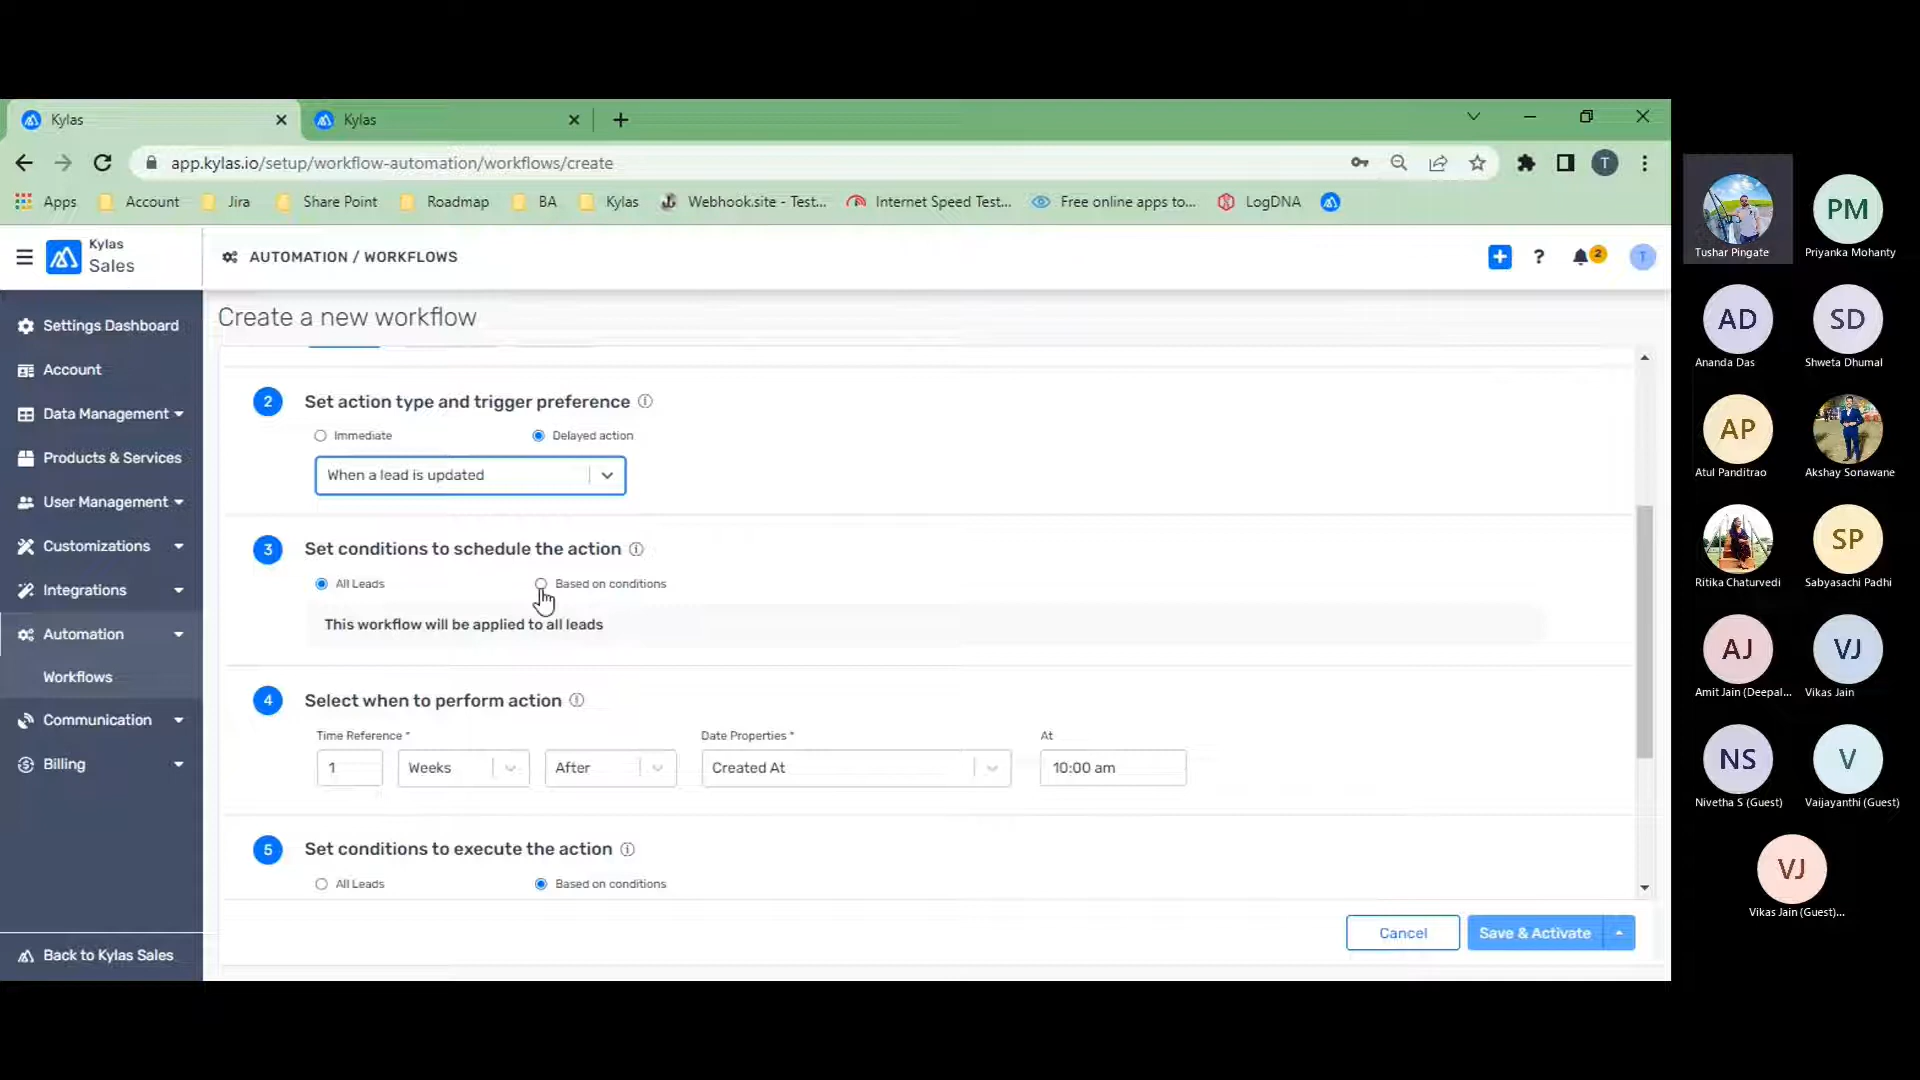 Kylas
Kylas
app.kylas.io/setup/workflow-automation/workflows/create
T
Apps
Account
Jira
Share Point
Roadmap
BA
Kylas
Webhook.site - Test...
Internet Speed Test...
Free online apps to...
LogDNA
Kylas
Sales
AUTOMATION / WORKFLOWS
?
2
T
Settings Dashboard
Account
Data Management
Products & Services
User Management
Customizations
Integrations
Automation
Workflows
Communication
Billing
Back to Kylas Sales
Create a new workflow
2 Set action type and trigger preference
Immediate
Delayed action
When a lead is updated
3 Set conditions to schedule the action
All Leads
Based on conditions
This workflow will be applied to all leads
4 Select when to perform action
Time Reference *
Date Properties *
At
1
Weeks
After
Created At
10:00 am
5 Set conditions to execute the action
All Leads
Based on conditions
Cancel
Save & Activate
Tushar Pingate
PM
Priyanka Mohanty
AD
Ananda Das
SD
Shweta Dhumal
AP
Atul Panditrao
Akshay Sonawane
Ritika Chaturvedi
SP
Sabyasachi Padhi
AJ
Amit Jain (Deepal...
VJ
Vikas Jain
NS
Nivetha S (Guest)
V
Vaijayanthi (Guest)
VJ
Vikas Jain (Guest)...